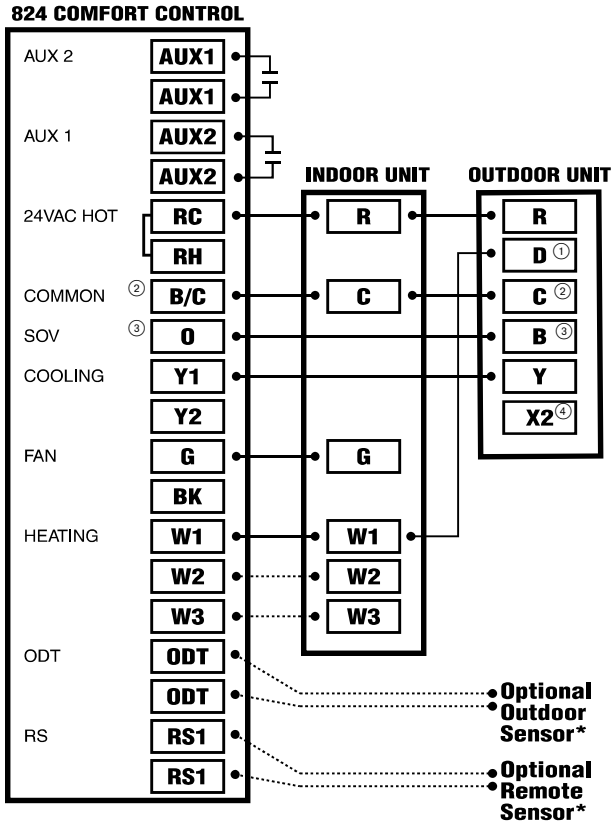 824 COMFORT CONTROL
AUX 2 AUX1
AUX1
AUX 1 AUX2
AUX2
INDOOR UNIT OUTDOOR UNIT
24VAC HOT RC R R
RH D ①
COMMON ② B/C C C ②
SOV ③ O B ③
COOLING Y1 Y
Y2 X2 ④
FAN G G
BK
HEATING W1 W1
W2 W2
W3 W3
ODT ODT
ODT
Optional
Outdoor
Sensor*
RS RS1
RS1
Optional
Remote
Sensor*